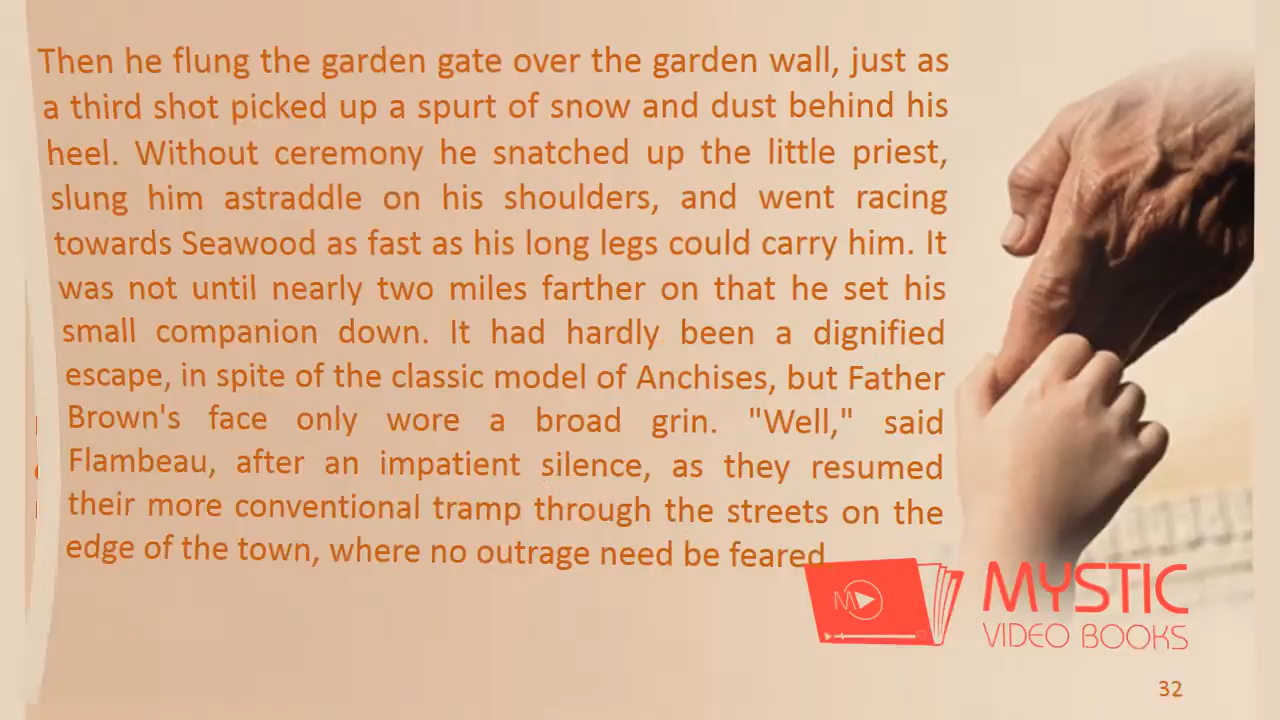 Then he flung the garden gate over the garden wall, just as
a third shot picked up a spurt of snow and dust behind his
heel. Without ceremony he snatched up the little priest,
slung him astraddle on his shoulders, and went racing
towards Seawood as fast as his long legs could carry him. It
was not until nearly two miles farther on that he set his
small companion down. It had hardly been a dignified
escape, in spite of the classic model of Anchises, but Father
Brown's face only wore a broad grin. "Well," said
Flambeau, after an impatient silence, as they resumed
their more conventional tramp through the streets on the
edge of the town, where no outrage need be feared
M
MYSTIC
VIDEO BOOKS
32